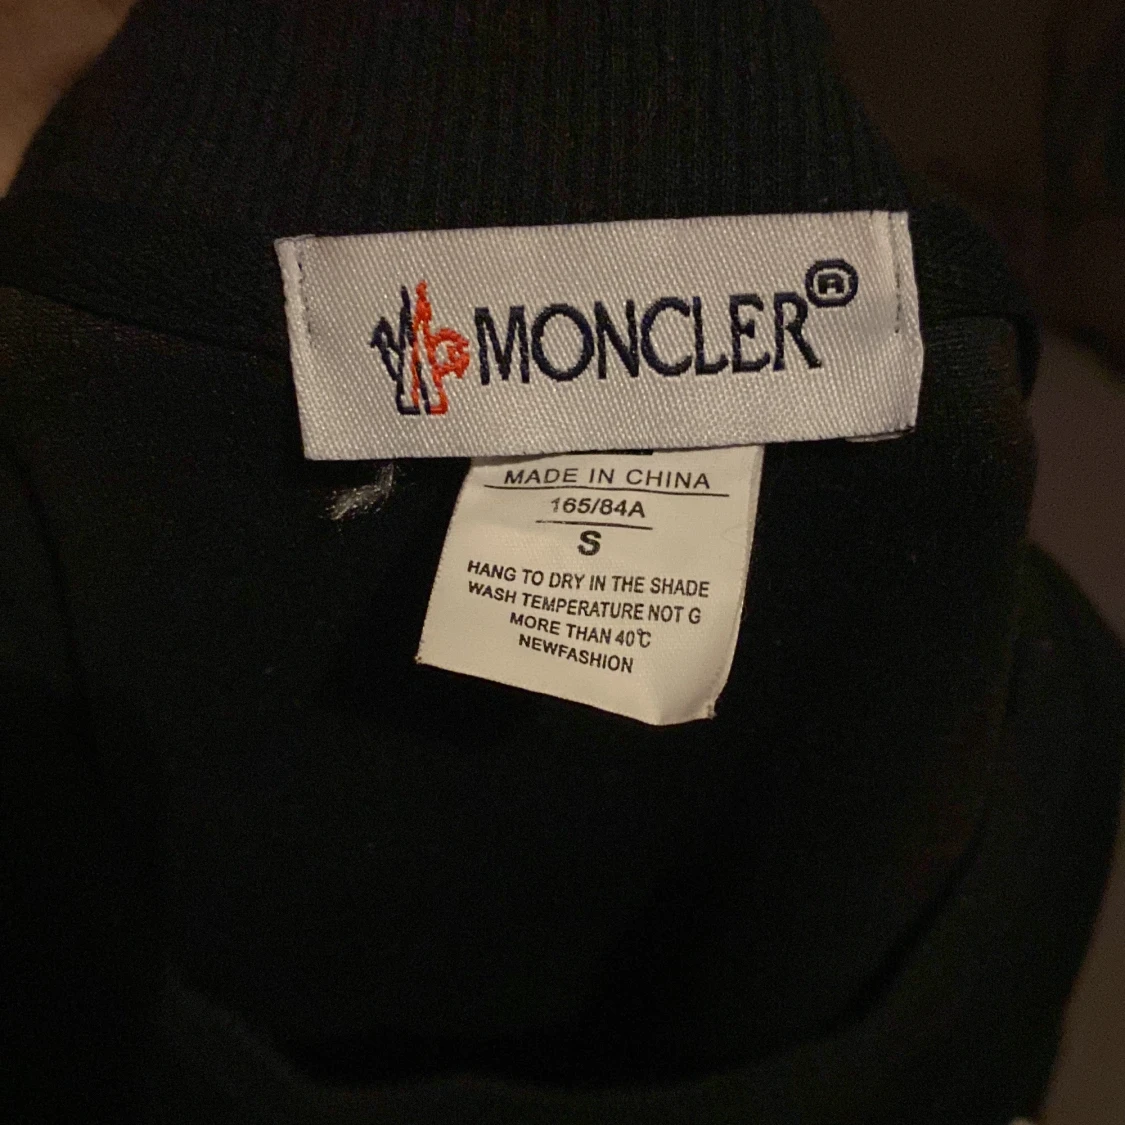 MONCLER®
MADE IN CHINA
165/84A
S
HANG TO DRY IN THE SHADE
WASH TEMPERATURE NOT G
MORE THAN 40℃
NEWFASHION